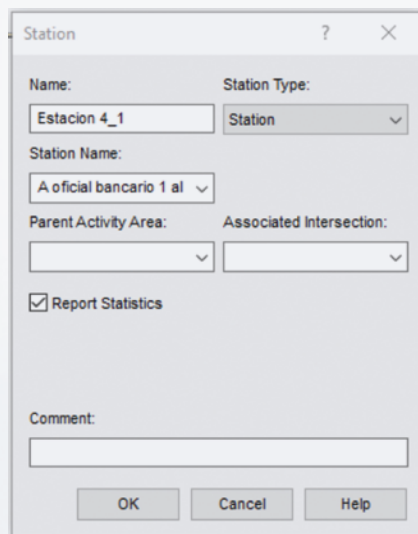 Station ?
Name: Station Type:
Estacion 4_1 Station
Station Name:
A oficial bancario 1 al
Parent Activity Area: Associated Intersection:
Report Statistics
Comment:
OK Cancel Help